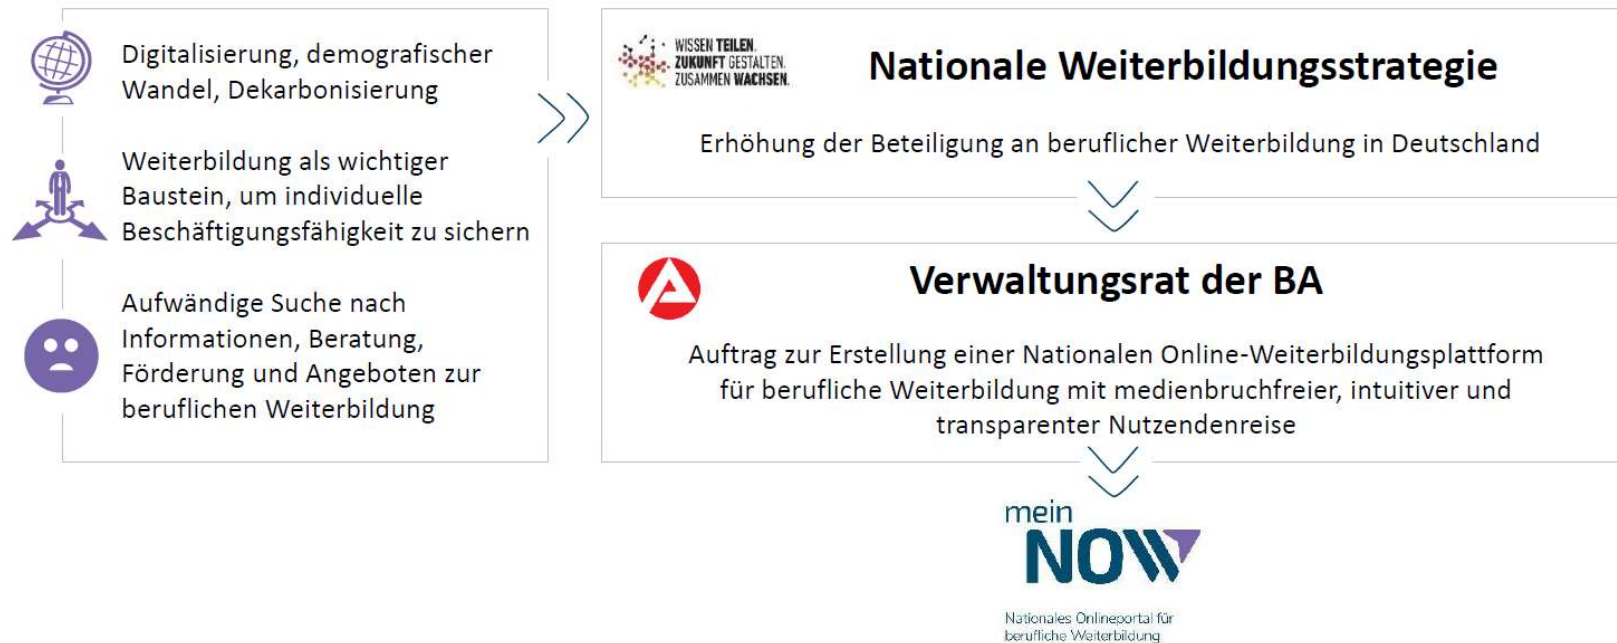 Digitalisierung, demografischer
Wandel, Dekarbonisierung
Weiterbildung als wichtiger
Baustein, um individuelle
Beschäftigungsfähigkeit zu sichern
Aufwändige Suche nach
Informationen, Beratung,
Förderung und Angeboten zur
beruflichen Weiterbildung
WISSEN TEILEN.
ZUKUNFT GESTALTEN.
ZUSAMMEN WACHSEN.
Nationale Weiterbildungsstrategie
Erhöhung der Beteiligung an beruflicher Weiterbildung in Deutschland
Verwaltungsrat der BA
Auftrag zur Erstellung einer Nationalen Online-Weiterbildungsplattform
für berufliche Weiterbildung mit medienbruchfreier, intuitiver und
transparenter Nutzendenreise
mein
NOW
Nationales Onlineportal für
berufliche Weiterbildung